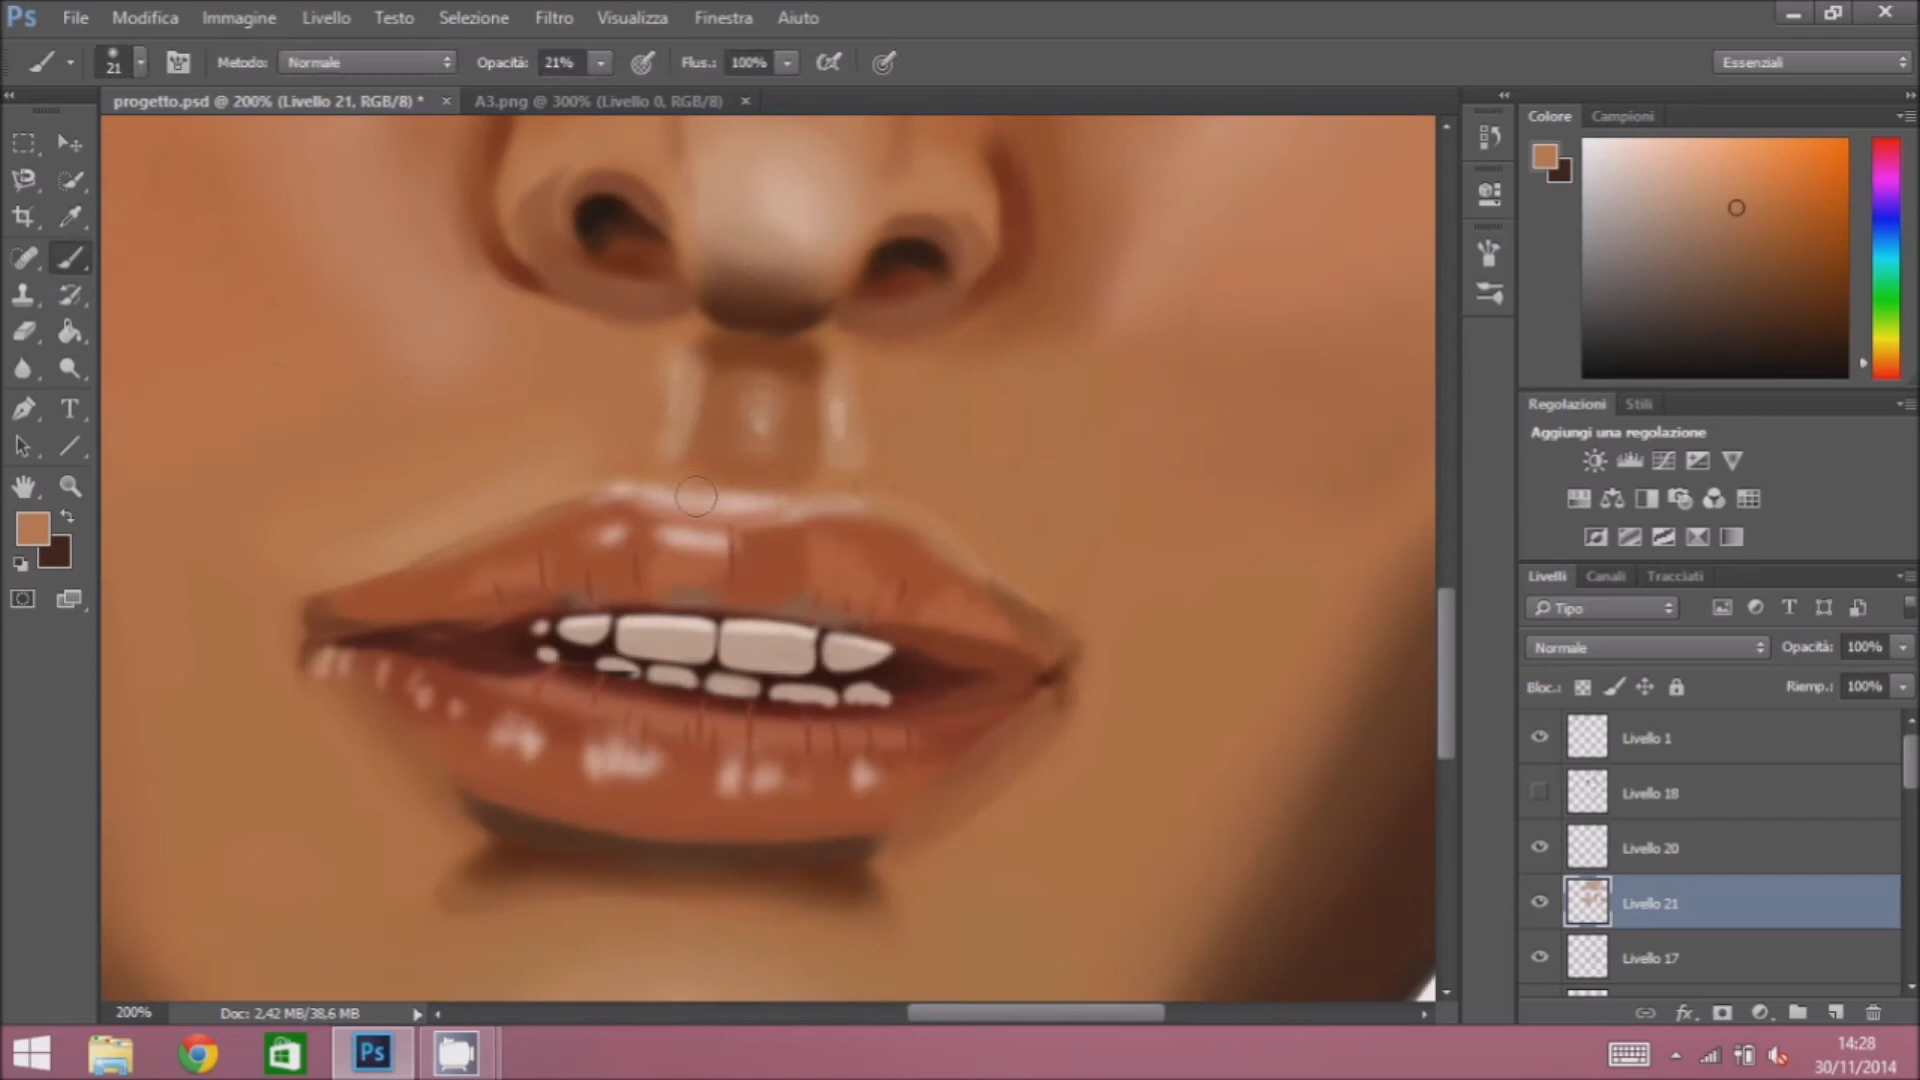 Ps File Modifica Immagine Livello Testo Selezione Filtro Visualizza Finestra Aiuto
21 Metodo: Normale Opacità: 21% Flus.: 100% Essenziali
progetto.psd @ 200% (Livello 21, RGB/8) * × A3.png @ 300% (Livello 0, RGB/8) ×
Colore Campioni
Regolazioni Stili
Aggiungi una regolazione
Livelli Canali Tracciati
Tipo
Normale Opacità: 100%
Bloc.: Riemp.: 100%
Livello 1
Livello 18
Livello 20
Livello 21
Livello 17
200% Doc: 2,42 MB/38,6 MB
fx
Ps
14:28
30/11/2014